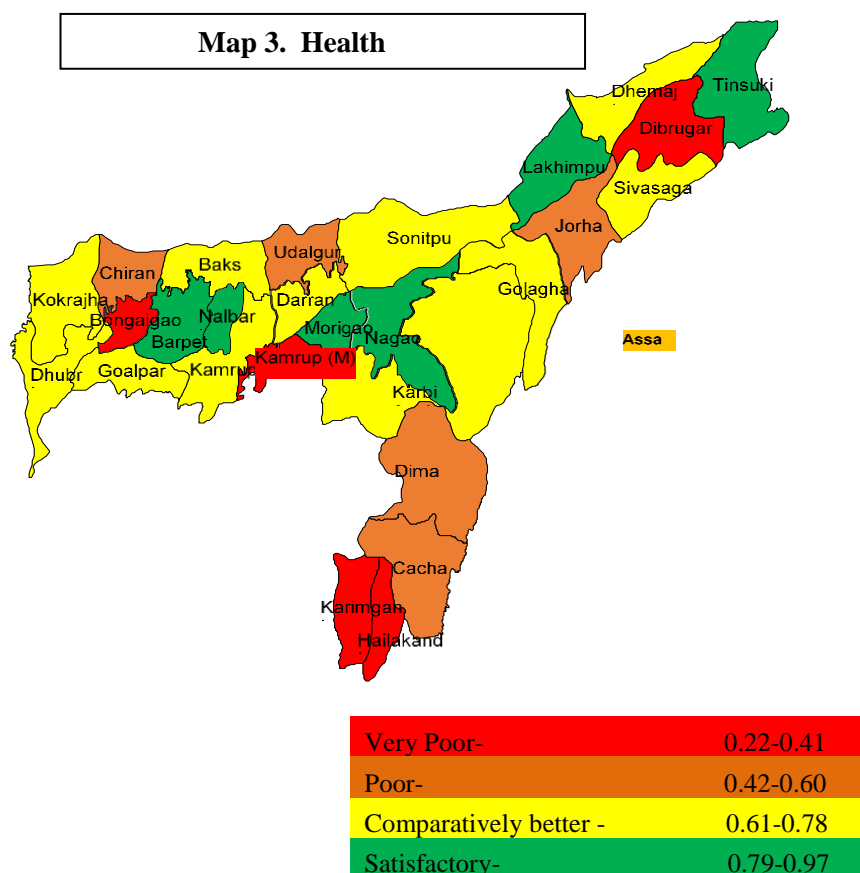 Map 3. Health
Tinsuki
Dhemaj
Dibrugar
Lakhimpu
Sivasaga
Jorha
Sonitpu
Udalgur
Baks
Chiran
Golagha
Kokrajha
Darran
Bongaigao
Nalbar
Morigao
Nagao
Barpet
Assa
Kamrup (M)
Goalpar
Kamrup
Dhubr
Karbi
Dima
Cacha
Karimgan
Hailakand
Very Poor- 0.22-0.41
Poor- 0.42-0.60
Comparatively better - 0.61-0.78
Satisfactory- 0.79-0.97